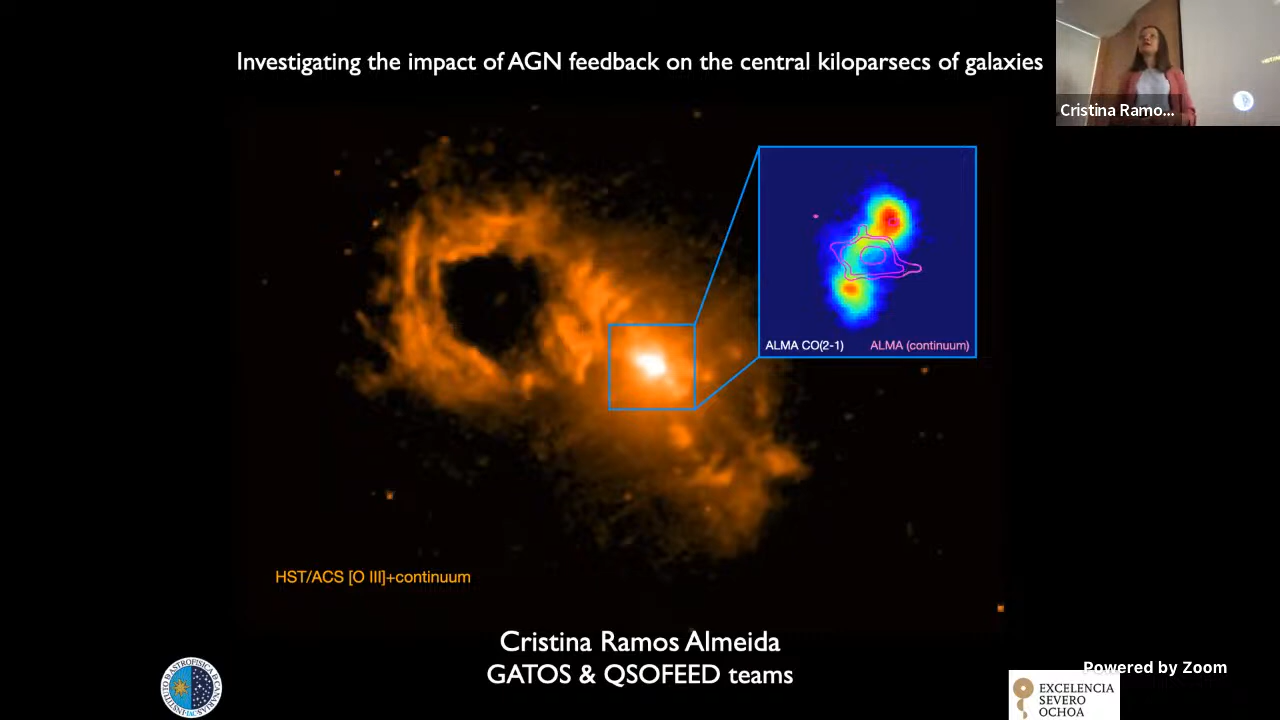 Investigating the impact of AGN feedback on the central kiloparsecs of galaxies
Cristina Ramo...
ALMA CO(2-1) ALMA (continuum)
HST/ACS [O III]+continuum
Cristina Ramos Almeida
GATOS & QSOFEED teams
Powered by Zoom
EXCELENCIA
SEVERO
OCHOA